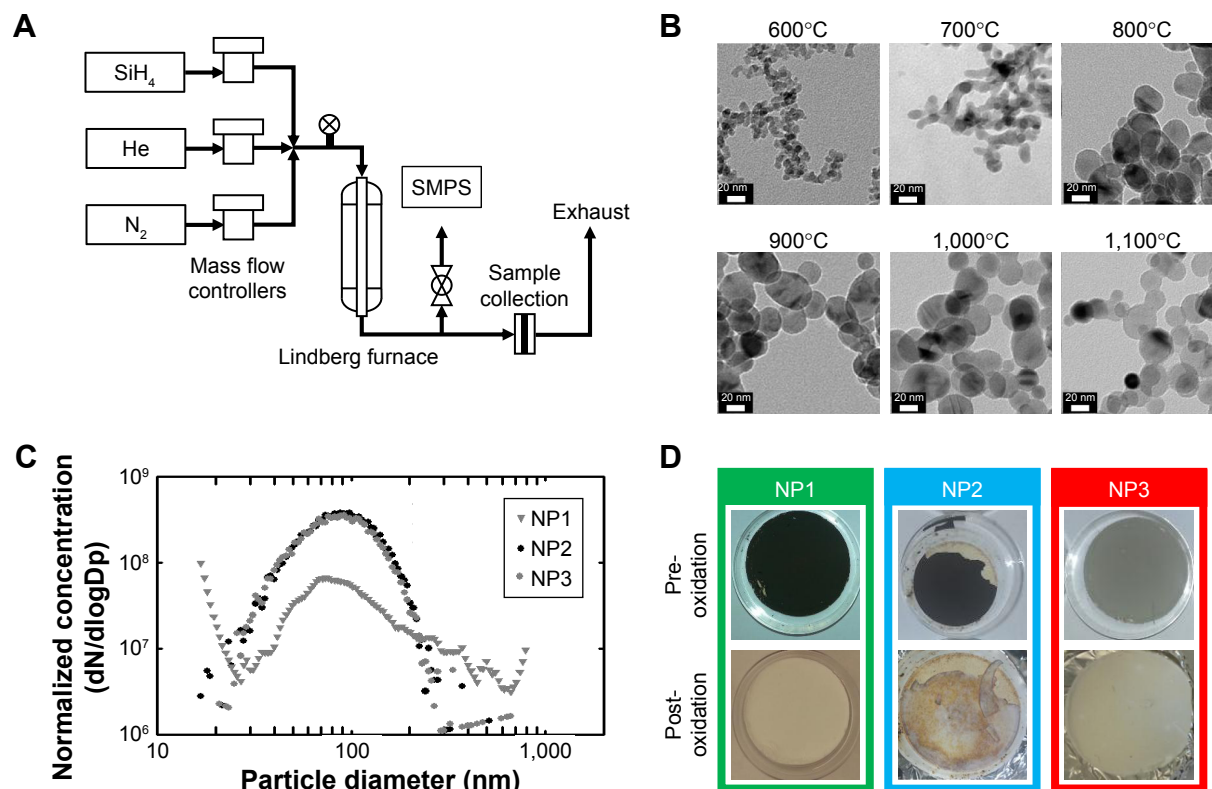 A
SiH₄
He
N₂
Mass flow
controllers
Lindberg furnace
SMPS
Sample
collection
Exhaust
B
600°C
700°C
800°C
20 nm
20 nm
20 nm
900°C
1,000°C
1,100°C
20 nm
20 nm
20 nm
C
Normalized concentration
(dN/dlogDp)
10⁹
10⁸
10⁷
10⁶
10
100
1,000
Particle diameter (nm)
NP1
NP2
NP3
D
NP1
NP2
NP3
Pre-
oxidation
Post-
oxidation